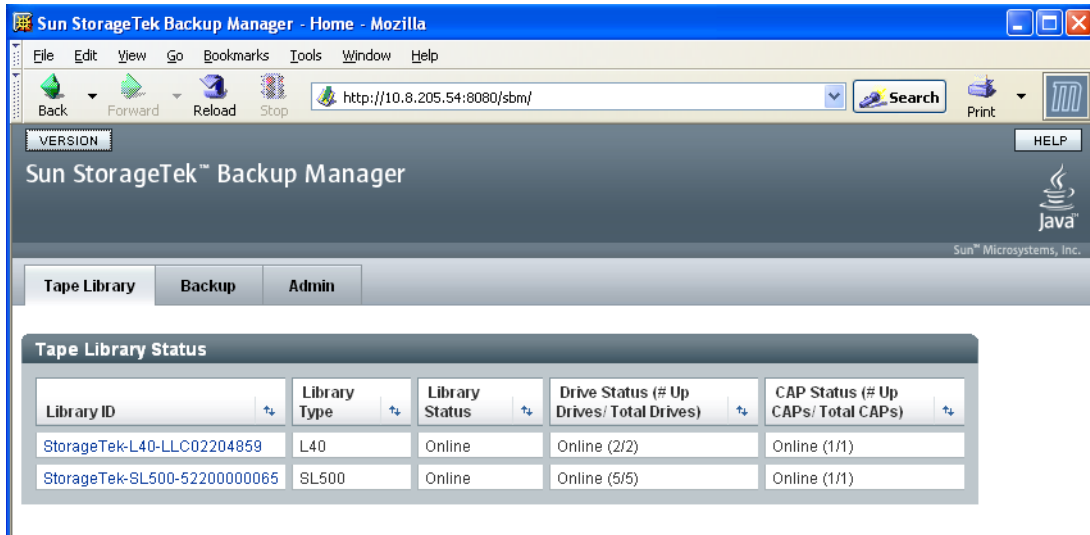 Sun StorageTek Backup Manager - Home - Mozilla
File Edit View Go Bookmarks Tools Window Help
Back Forward Reload Stop http://10.8.205.54:8080/sbm/ Search Print
VERSION HELP
Sun StorageTek™ Backup Manager
Java™
Sun™ Microsystems, Inc.
Tape Library Backup Admin
Tape Library Status
Library ID Library Type Library Status Drive Status (# Up Drives/ Total Drives) CAP Status (# Up CAPs/ Total CAPs)
StorageTek-L40-LLC02204859 L40 Online Online (2/2) Online (1/1)
StorageTek-SL500-52200000065 SL500 Online Online (5/5) Online (1/1)